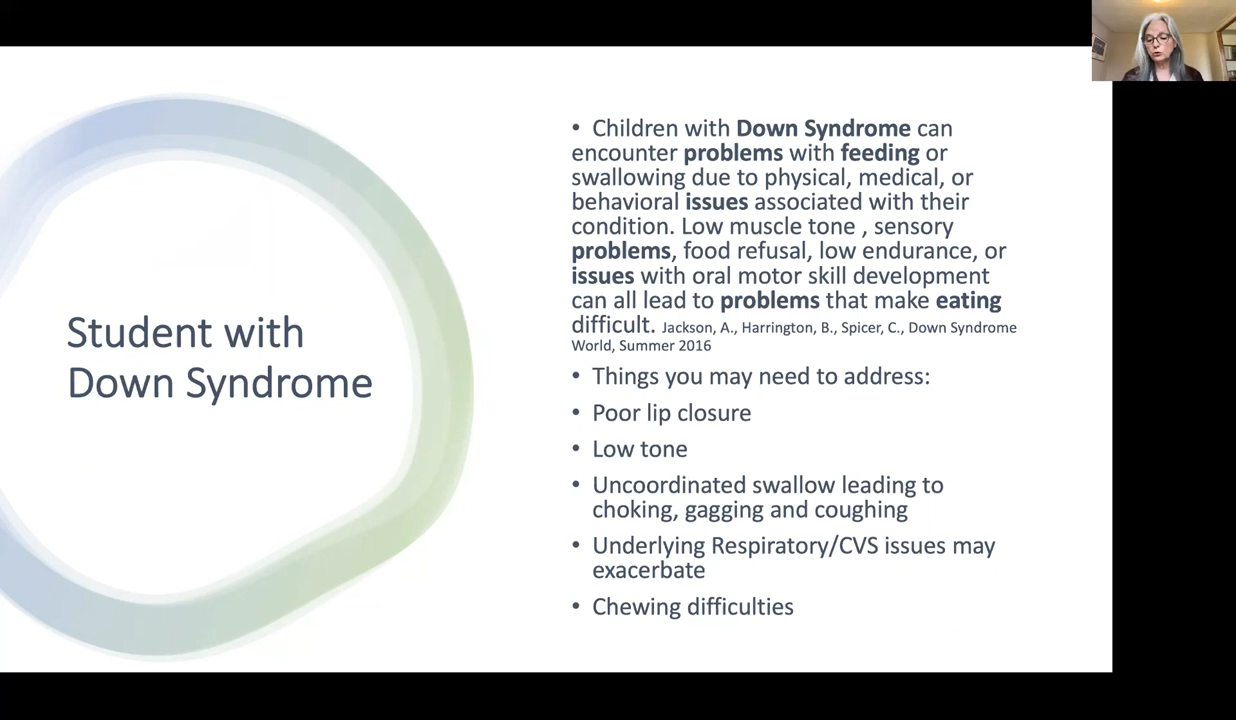 Student with
Down Syndrome
• Children with Down Syndrome can
encounter problems with feeding or
swallowing due to physical, medical, or
behavioral issues associated with their
condition. Low muscle tone , sensory
problems, food refusal, low endurance, or
issues with oral motor skill development
can all lead to problems that make eating
difficult. Jackson, A., Harrington, B., Spicer, C., Down Syndrome
World, Summer 2016
• Things you may need to address:
• Poor lip closure
• Low tone
• Uncoordinated swallow leading to
choking, gagging and coughing
• Underlying Respiratory/CVS issues may
exacerbate
• Chewing difficulties